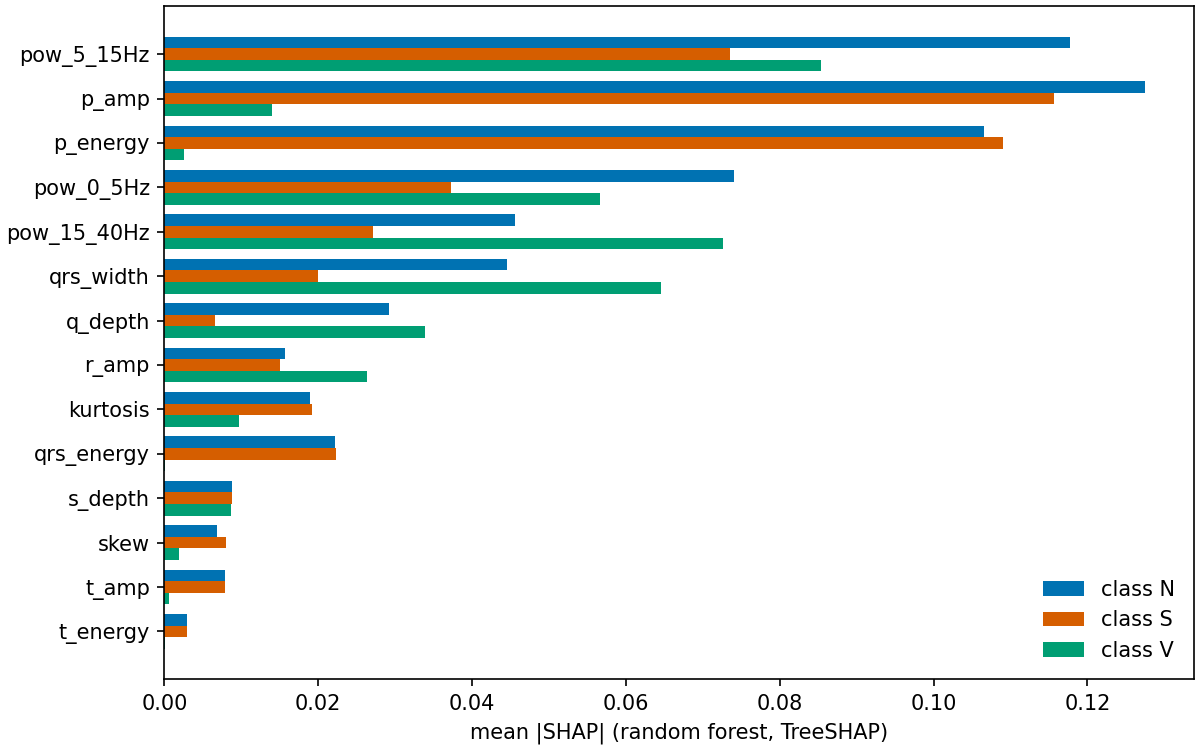 pow_5_15Hz
p_amp
p_energy
pow_0_5Hz
pow_15_40Hz
qrs_width
q_depth
r_amp
kurtosis
qrs_energy
s_depth
skew
t_amp
t_energy
class N
class S
class V
0.00 0.02 0.04 0.06 0.08 0.10 0.12
mean |SHAP| (random forest, TreeSHAP)